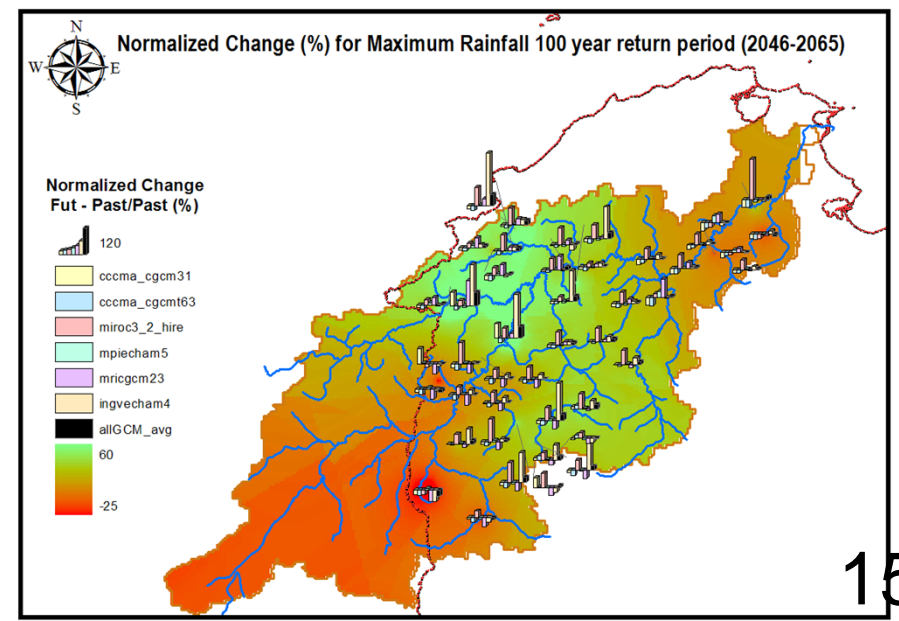 N
W E
S
Normalized Change (%) for Maximum Rainfall 100 year return period (2046-2065)
Normalized Change
Fut - Past/Past (%)
120
cccma_cgcm31
cccma_cgcmt63
miroc3_2_hire
mpiecham5
mricgcm23
ingvecham4
allGCM_avg
60
-25
15